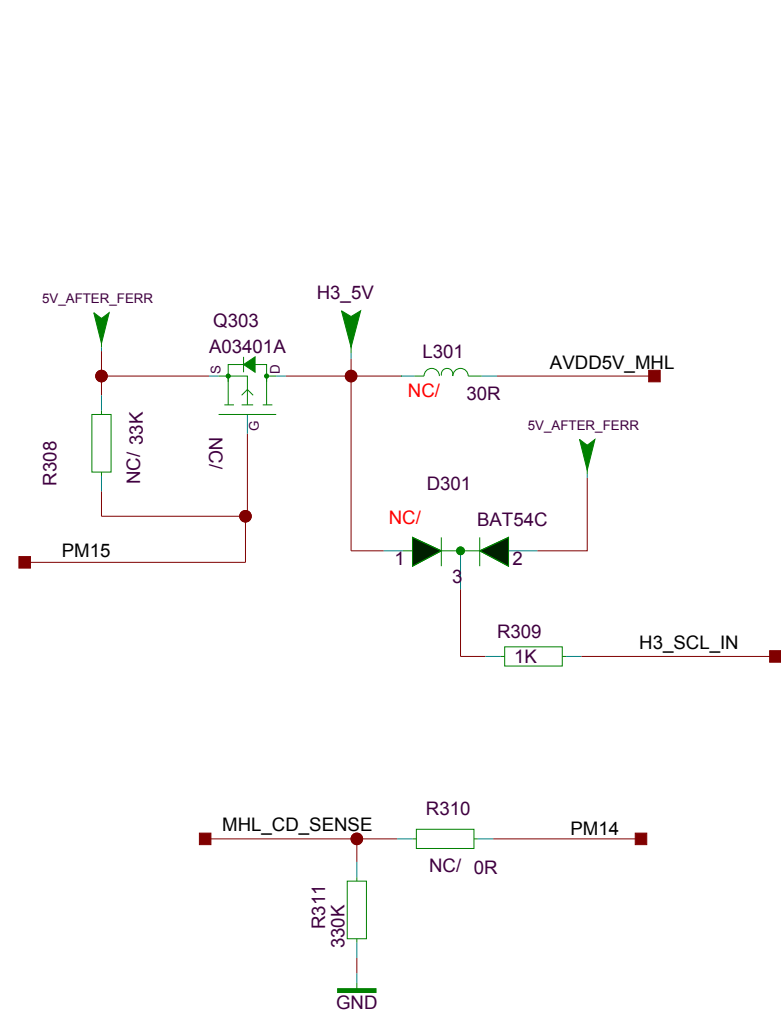 5V_AFTER_FERR
H3_5V
Q303
A03401A
S
D
G
NC/
R308
NC/ 33K
PM15
L301
NC/
30R
AVDD5V_MHL
5V_AFTER_FERR
D301
NC/
BAT54C
1
2
3
R309
1K
H3_SCL_IN
MHL_CD_SENSE
R310
NC/ 0R
PM14
R311
330K
GND